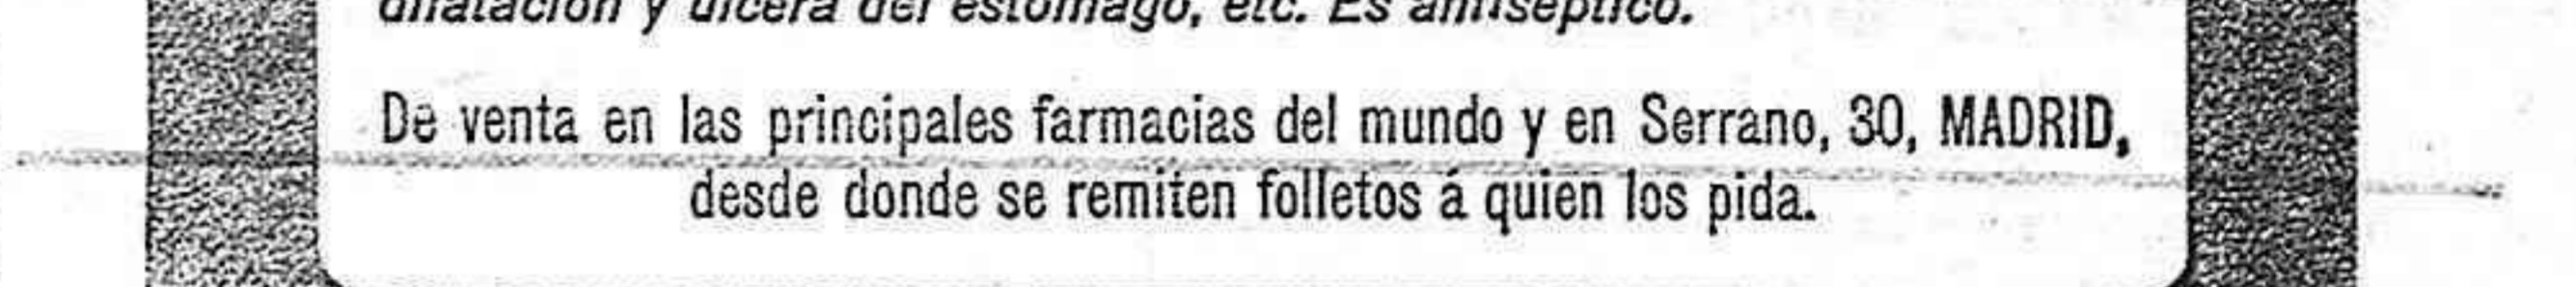 dilatación y úlcera del estómago, etc. Es antiséptico.
De venta en las principales farmacias del mundo y en Serrano, 30, MADRID,
desde donde se remiten folletos á quien los pida.